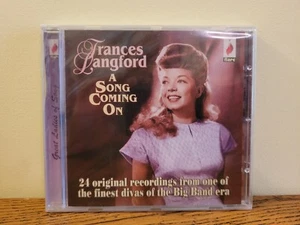 Frances
Langford
A
SONG
COMING
ON
24 original recordings from one of
the finest divas of the Big Band era
Flare